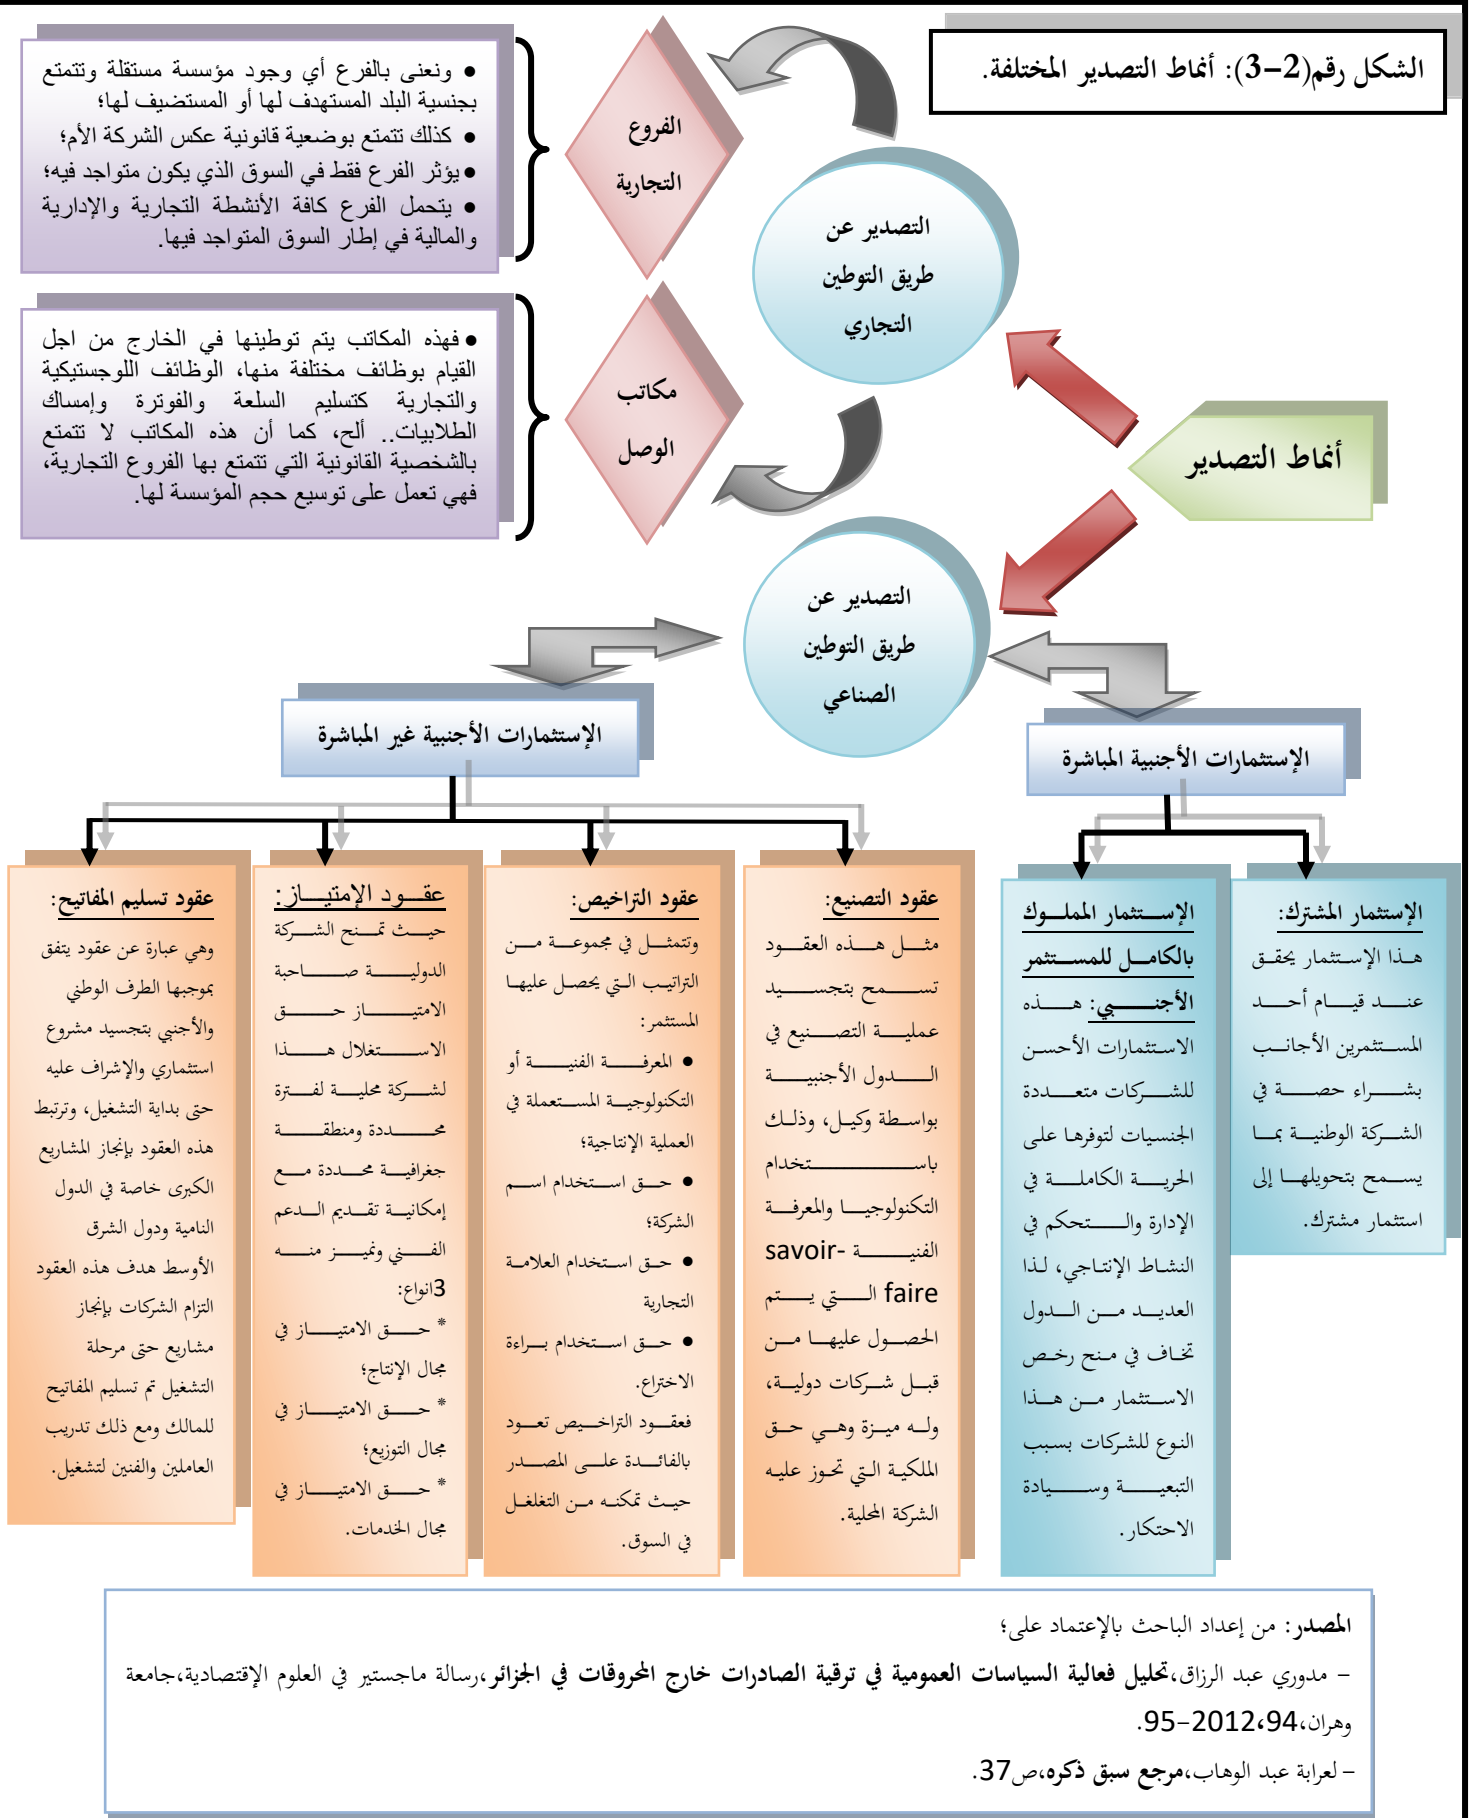 الشكل رقم(2-3): أنماط التصدير المختلفة.
أنماط التصدير
التصدير عن
طريق التوطين
التجاري
الفروع
التجارية
● ونعنى بالفرع أي وجود مؤسسة مستقلة وتتمتع
بجنسية البلد المستهدف لها أو المستضيف لها؛
● كذلك تتمتع بوضعية قانونية عكس الشركة الأم؛
● يؤثر الفرع فقط في السوق الذي يكون متواجد فيه؛
● يتحمل الفرع كافة الأنشطة التجارية والإدارية
والمالية في إطار السوق المتواجد فيها.
مكاتب
الوصل
● فهذه المكاتب يتم توطينها في الخارج من اجل
القيام بوظائف مختلفة منها، الوظائف اللوجستيكية
والتجارية كتسليم السلعة والفوترة وإمساك
الطلابيات.. ألح، كما أن هذه المكاتب لا تتمتع
بالشخصية القانونية التي تتمتع بها الفروع التجارية،
فهي تعمل على توسيع حجم المؤسسة لها.
التصدير عن
طريق التوطين
الصناعي
الإستثمارات الأجنبية المباشرة
الإستثمارات الأجنبية غير المباشرة
الإستثمار المشترك:
هذا الإستثمار يحقق
عند قيام أحد
المستثمرين الأجانب
بشراء حصة في
الشركة الوطنية بما
يسمح بتحويلها إلى
استثمار مشترك.
الإستثمار المملوك
بالكامل للمستثمر
الأجنبي: هذه
الاستثمارات الأحسن
للشركات متعددة
الجنسيات لتوفرها على
الحرية الكاملة في
الإدارة والتحكم في
النشاط الإنتاجي، لذا
العديد من الدول
تخاف في منح رخص
الاستثمار من هذا
النوع للشركات بسبب
التبعية وسيادة
الاحتكار.
عقود التصنيع:
مثل هذه العقود
تسمح بتجسيد
عملية التصنيع في
الدول الأجنبية
بواسطة وكيل، وذلك
باستخدام
التكنولوجيا والمعرفة
الفنية savoir-
faire التي يتم
الحصول عليها من
قبل شركات دولية،
وله ميزة وهي حق
الملكية التي تحوز عليه
الشركة المحلية.
عقود التراخيص:
وتتمثل في مجموعة من
التراتيب التي يحصل عليها
المستثمر:
● المعرفة الفنية أو
التكنولوجية المستعملة في
العملية الإنتاجية؛
● حق استخدام اسم
الشركة؛
● حق استخدام العلامة
التجارية
● حق استخدام براءة
الاختراع.
فعقود التراخيص تعود
بالفائدة على المصدر
حيث تمكنه من التغلغل
في السوق.
عقود الإمتياز:
حيث تمنح الشركة
الدولية صاحبة
الامتياز حق
الاستغلال هذا
لشركة محلية لفترة
محددة ومنطقة
جغرافية محددة مع
إمكانية تقديم الدعم
الفني ونميز منه
3انواع:
* حق الامتياز في
مجال الإنتاج؛
* حق الامتياز في
مجال التوزيع؛
* حق الامتياز في
مجال الخدمات.
عقود تسليم المفاتيح:
وهي عبارة عن عقود يتفق
بموجبها الطرف الوطني
والأجنبي بتجسيد مشروع
استثماري والإشراف عليه
حتى بداية التشغيل، وترتبط
هذه العقود بإنجاز المشاريع
الكبرى خاصة في الدول
النامية ودول الشرق
الأوسط هدف هذه العقود
التزام الشركات بإنجاز
مشاريع حتى مرحلة
التشغيل تم تسليم المفاتيح
للمالك ومع ذلك تدريب
العاملين والفنين لتشغيل.
المصدر: من إعداد الباحث بالإعتماد على؛
- مدوري عبد الرزاق،تحليل فعالية السياسات العمومية في ترقية الصادرات خارج المحروقات في الجزائر،رسالة ماجستير في العلوم الإقتصادية،جامعة
وهران،2012،94-95.
- لعرابة عبد الوهاب،مرجع سبق ذكره،ص37.